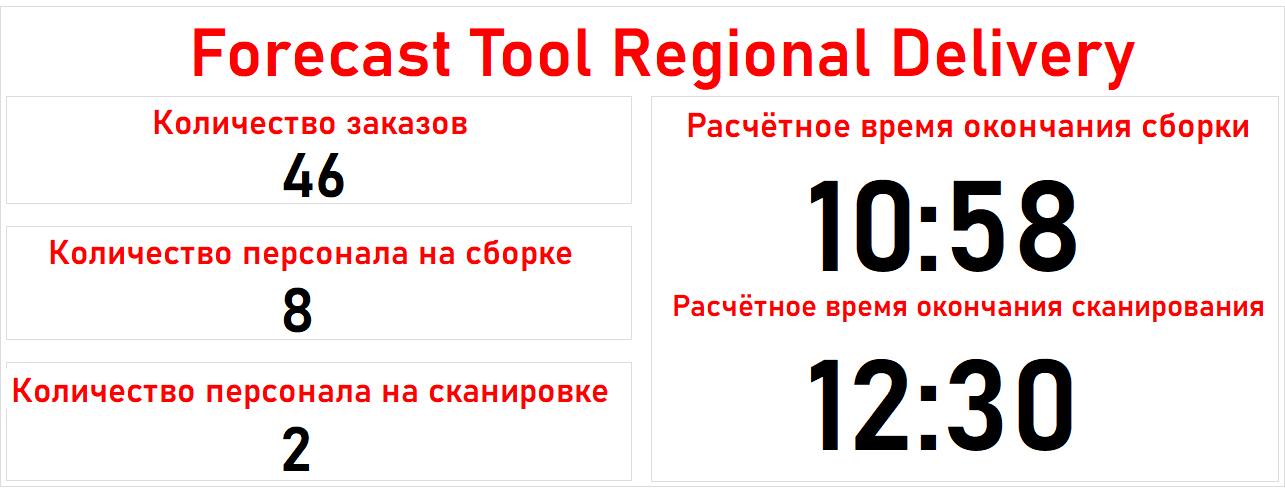 Forecast Tool Regional Delivery
Количество заказов
46
Количество персонала на сборке
8
Количество персонала на сканировке
2
Расчётное время окончания сборки
10:58
Расчётное время окончания сканирования
12:30